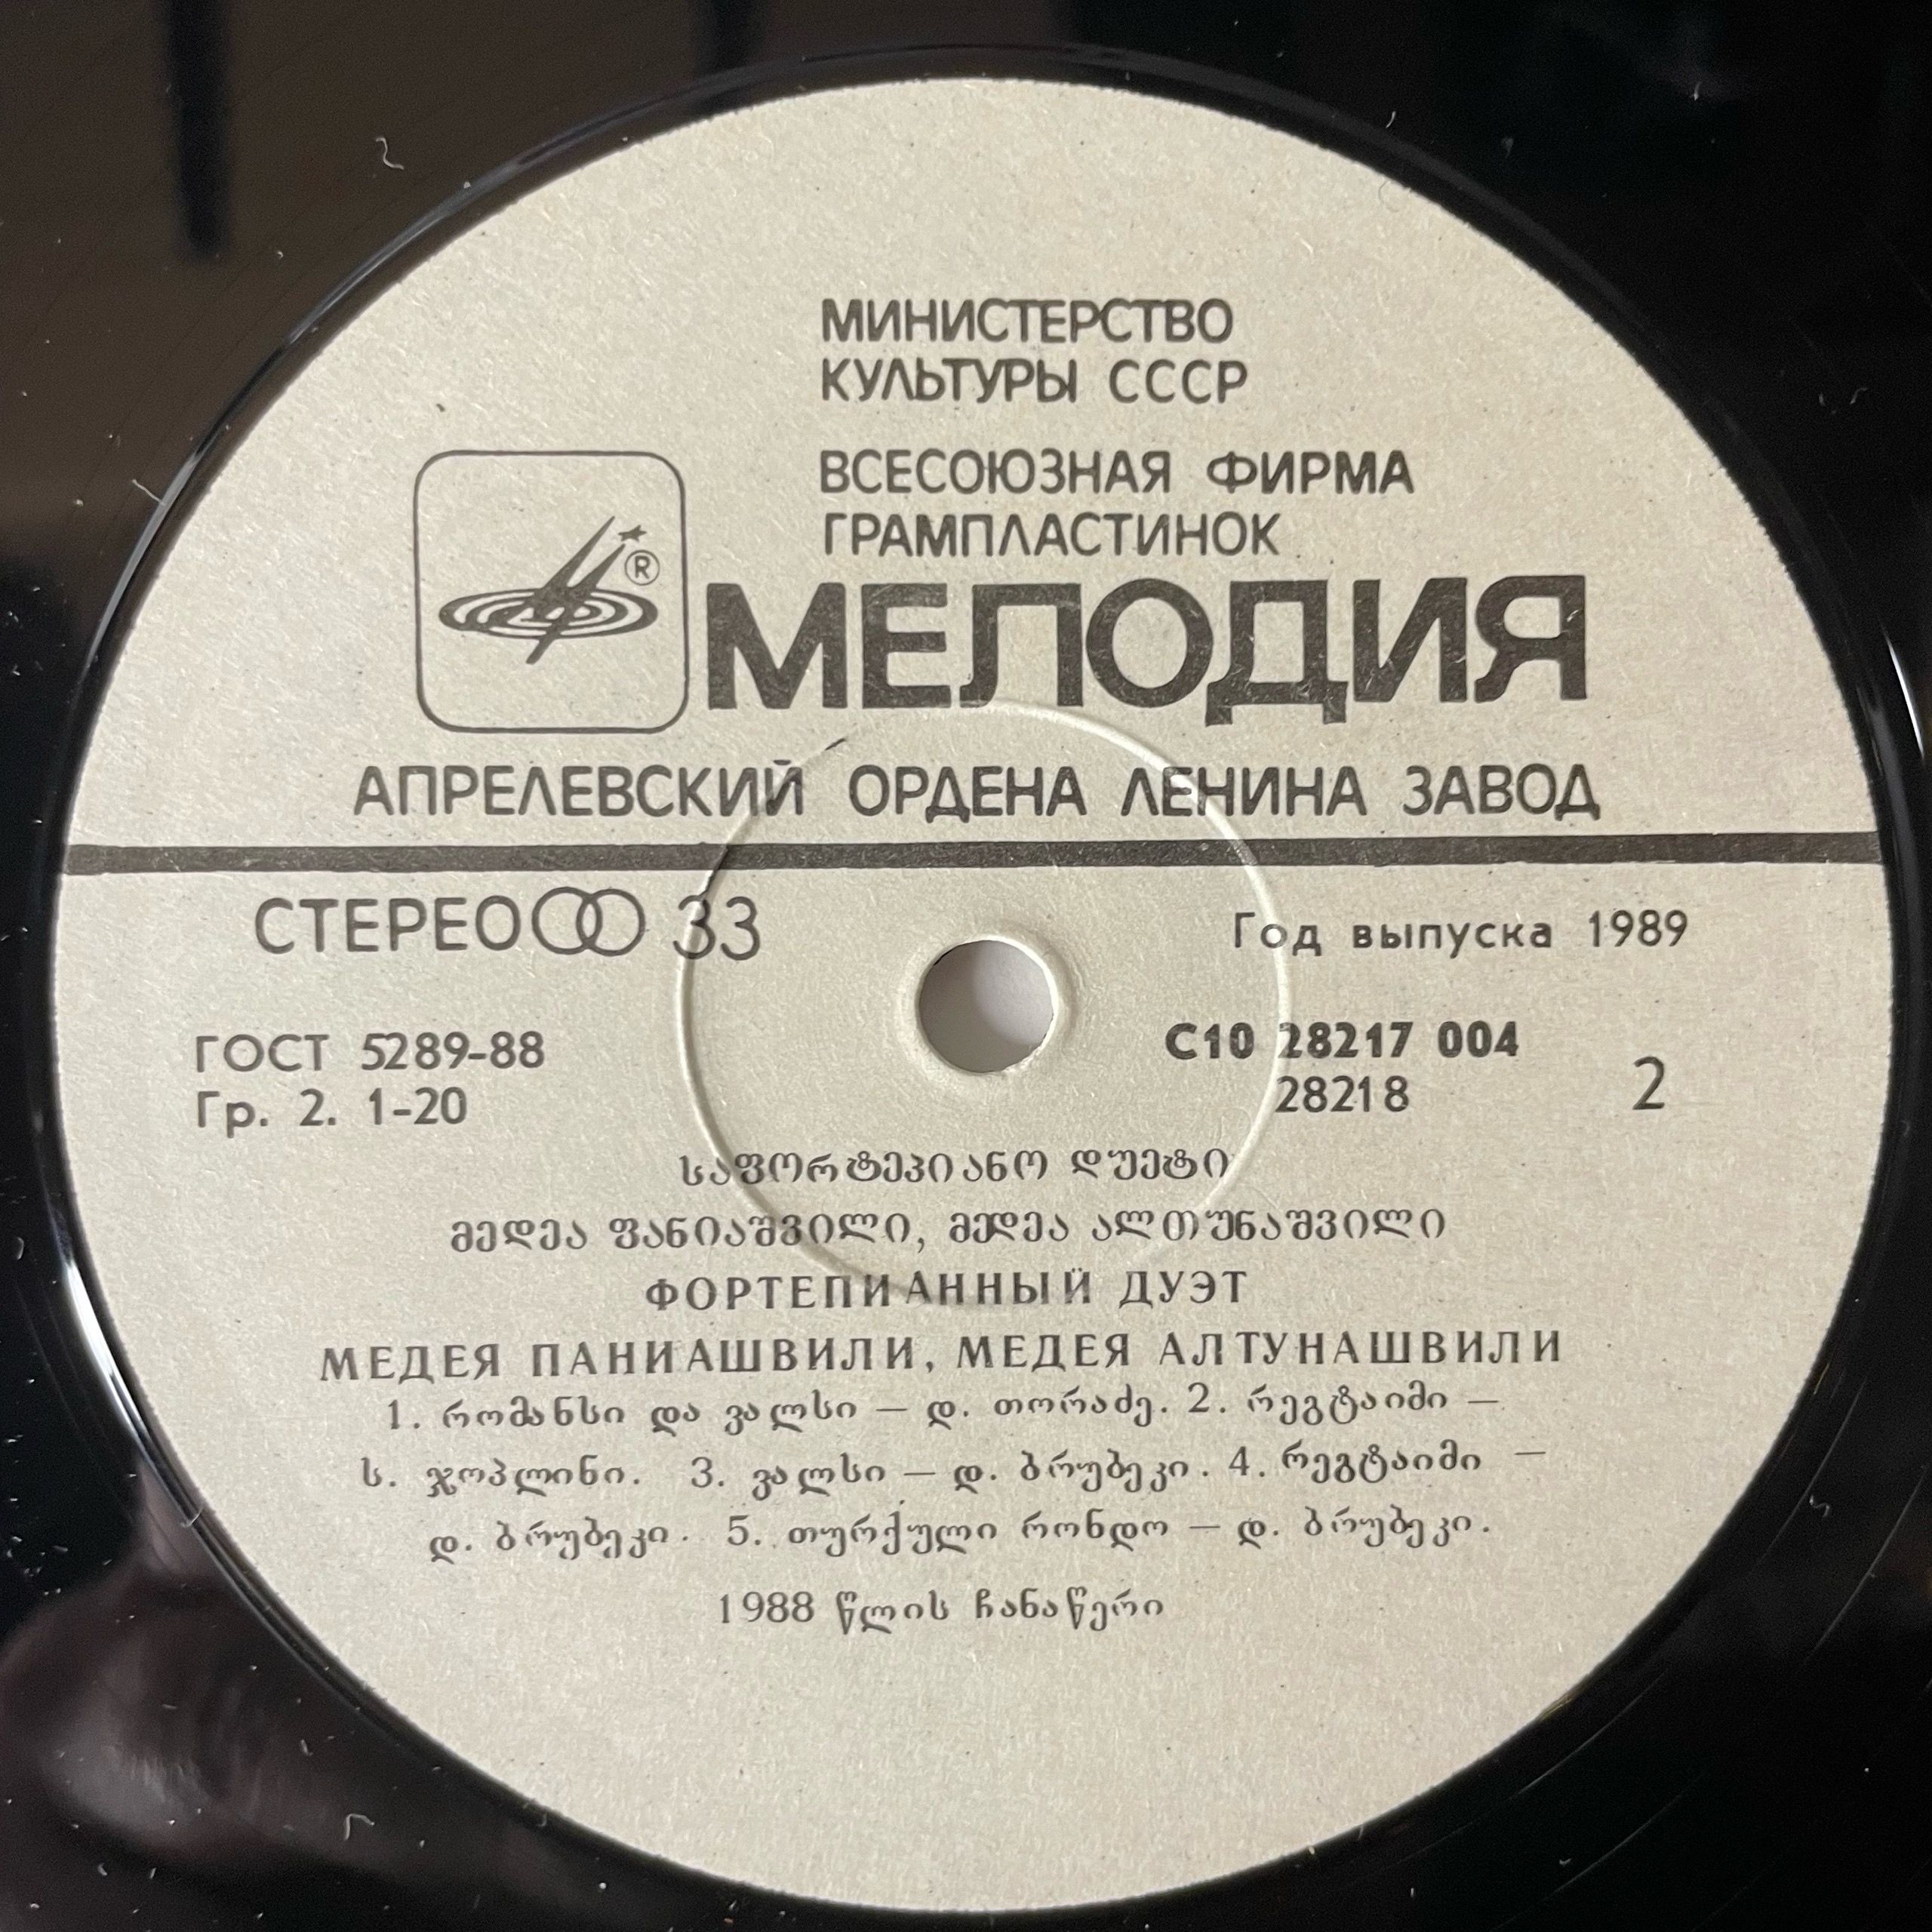 МИНИСТЕРСТВО
КУЛЬТУРЫ СССР
ВСЕСОЮЗНАЯ ФИРМА
ГРАМПЛАСТИНОК
®
МЕЛОДИЯ
АПРЕЛЕВСКИЙ ОРДЕНА ЛЕНИНА ЗАВОД
СТЕРЕО 33
Год выпуска 1989
ГОСТ 5289-88
С10 28217 004
Гр. 2. 1-20
28218
2
საფორტეპიანო დუეტი
მედეა ფანიაშვილი, მედეა ალთუნაშვილი
ФОРТЕПИАННЫЙ ДУЭТ
МЕДЕЯ ПАНИАШВИЛИ, МЕДЕЯ АЛТУНАШВИЛИ
1. რომანსი და ვალსი — დ. თორაძე. 2. რეგტაიმი —
ს. ჯოპლინი. 3. ვალსი — დ. ბრუბეკი. 4. რეგტაიმი —
დ. ბრუბეკი. 5. თურქული რონდო — დ. ბრუბეკი.
1988 წლის ჩანაწერი